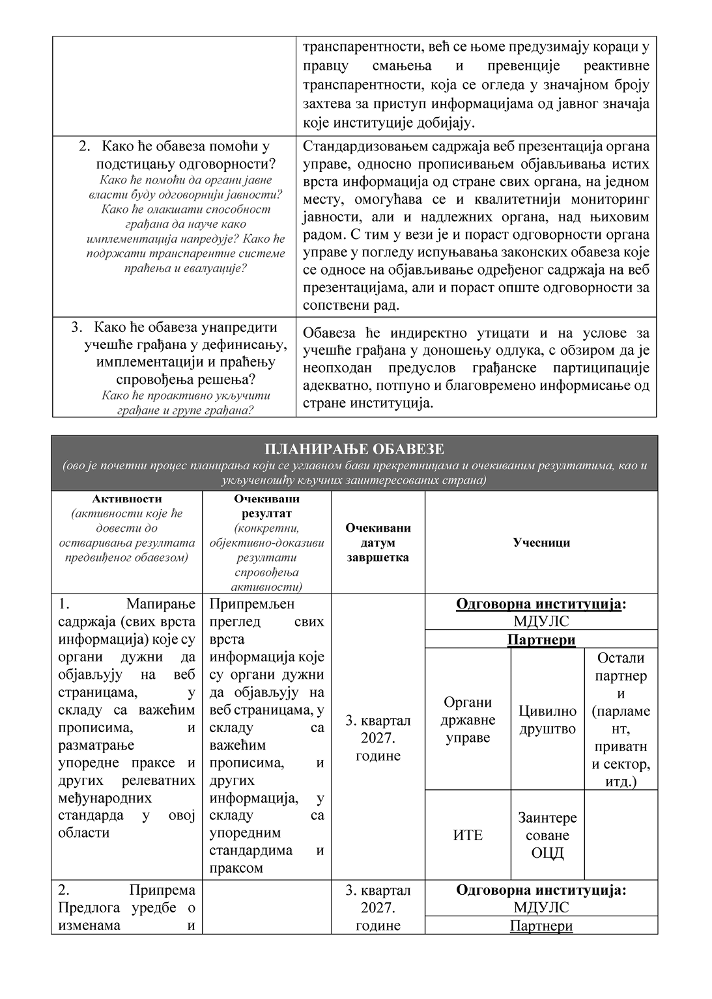 транспарентности, већ се њоме предузимају кораци у
правцу смањења и превенције реактивне
транспарентности, која се огледа у значајном броју
захтева за приступ информацијама од јавног значаја
које институције добијају.
2. Како ће обавеза помоћи у
подстицању одговорности?
Како ће помоћи да органи јавне
власти буду одговорнији јавности?
Како ће олакшати способност
грађана да науче како
имплементација напредује? Како ће
подржати транспарентне системе
праћења и евалуације?
Стандардизовањем садржаја веб презентација органа
управе, односно прописивањем објављивања истих
врста информација од стране свих органа, на једном
месту, омогућава се и квалитетнији мониторинг
јавности, али и надлежних органа, над њиховим
радом. С тим у вези је и пораст одговорности органа
управе у погледу испуњавања законских обавеза које
се односе на објављивање одређеног садржаја на веб
презентацијама, али и пораст опште одговорности за
сопствени рад.
3. Како ће обавеза унапредити
учешће грађана у дефинисању,
имплементацији и праћењу
спровођења решења?
Како ће проактивно укључити
грађане и групе грађана?
Обавеза ће индиректно утицати и на услове за
учешће грађана у доношењу одлука, с обзиром да је
неопходан предуслов грађанске партиципације
адекватно, потпуно и благовремено информисање од
стране институција.
ПЛАНИРАЊЕ ОБАВЕЗЕ
(ово је почетни процес планирања који се углавном бави прекретницама и очекиваним резултатима, као и
укљученошћу кључних заинтересованих страна)
Активности
(активности које ће
довести до
остваривања резултата
предвиђеног обавезом)
Очекивани
резултат
(конкретни,
објективно-доказиви
резултати
спровођења
активности)
Очекивани
датум
завршетка
Учесници
1. Мапирање
садржаја (свих врста
информација) које су
органи дужни да
објављују на веб
страницама, у
складу са важећим
прописима, и
разматрање
упоредне праксе и
других релеватних
међународних
стандарда у овој
области
Припремљен
преглед свих
врста
информација које
су органи дужни
да објављују на
веб страницама, у
складу са
важећим
прописима, и
других
информација, у
складу са
упоредним
стандардима и
праксом
3. квартал
2027.
године
Одговорна институција:
МДУЛС
Партнери
Органи
државне
управе
Цивилно
друштво
Остали
партнер
и
(парламе
нт,
приватн
и сектор,
итд.)
ИТЕ
Заинтере
соване
ОЦД
2. Припрема
Предлога уредбе о
изменама и
3. квартал
2027.
године
Одговорна институција:
МДУЛС
Партнери